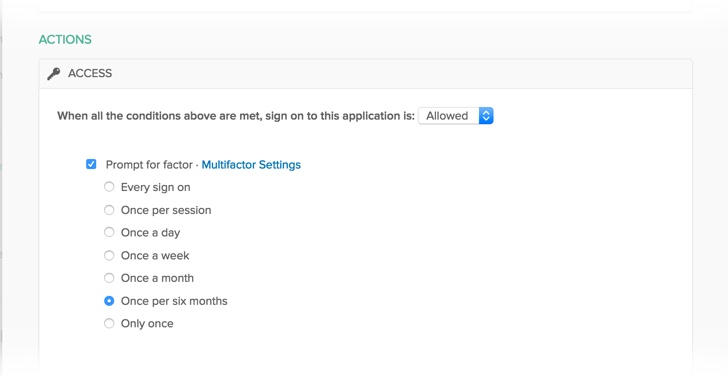 ACTIONS
ACCESS
When all the conditions above are met, sign on to this application is: Allowed
Prompt for factor · Multifactor Settings
Every sign on
Once per session
Once a day
Once a week
Once a month
Once per six months
Only once